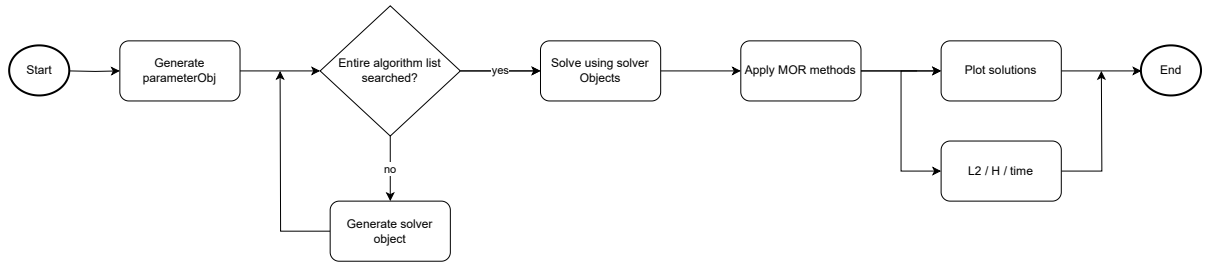 Start
Generate
parameterObj
Entire algorithm list
searched?
yes
no
Generate solver
object
Solve using solver
Objects
Apply MOR methods
Plot solutions
L2 / H / time
End